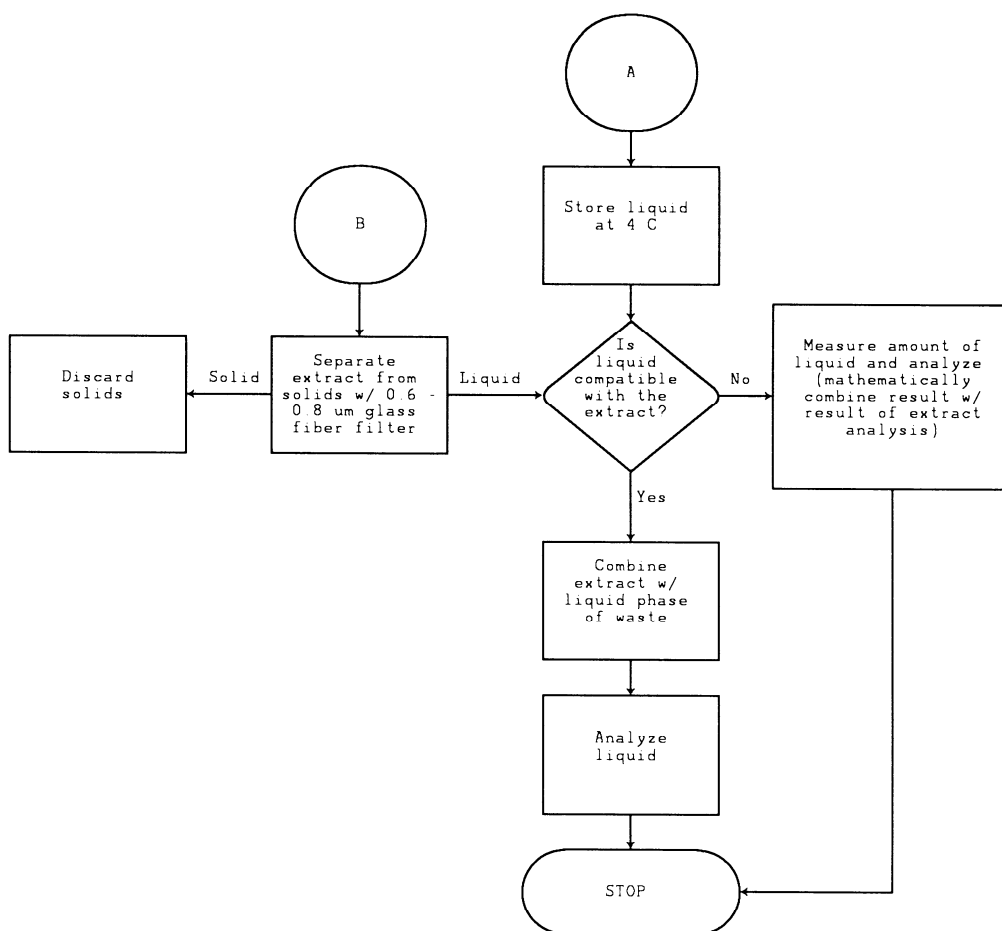 A
Store liquid
at 4 C
B
Discard
solids
Solid
Separate
extract from
solids w/ 0.6 -
0.8 um glass
fiber filter
Liquid
Is
liquid
compatible
with the
extract?
No
Measure amount of
liquid and analyze
(mathematically
combine result w/
result of extract
analysis)
Yes
Combine
extract w/
liquid phase
of waste
Analyze
liquid
STOP